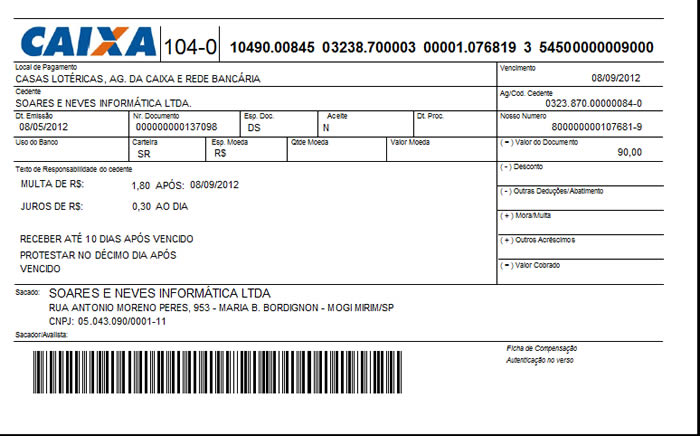 CAIXA 104-0 10490.00845 03238.700003 00001.076819 3 54500000009000
Local de Pagamento
CASAS LOTÉRICAS, AG. DA CAIXA E REDE BANCÁRIA
Vencimento
08/09/2012
Cedente
SOARES E NEVES INFORMÁTICA LTDA.
Ag/Cod. Cedente
0323.870.00000084-0
Dt. Emissão
08/05/2012
Nr. Documento
000000000137098
Esp. Doc.
DS
Aceite
N
Dt. Proc.
Nosso Numero
800000000107681-9
Uso do Banco
Carteira
SR
Esp. Moeda
R$
Qtde Moeda
Valor Moeda
( = ) Valor do Documento
90,00
Texto de Responsabilidade do cedente
MULTA DE R$: 1,80 APÓS: 08/09/2012
JUROS DE R$: 0,30 AO DIA
RECEBER ATÉ 10 DIAS APÓS VENCIDO
PROTESTAR NO DÉCIMO DIA APÓS
VENCIDO
( - ) Desconto
( - ) Outras Deduções/Abatimento
( + ) Mora/Multa
( + ) Outros Acréscimos
( = ) Valor Cobrado
Sacado: SOARES E NEVES INFORMÁTICA LTDA
RUA ANTONIO MORENO PERES, 953 - MARIA B. BORDIGNON - MOGI MIRIM/SP
CNPJ: 05.043.090/0001-11
Sacador/Avalista:
Ficha de Compensação
Autenticação no verso